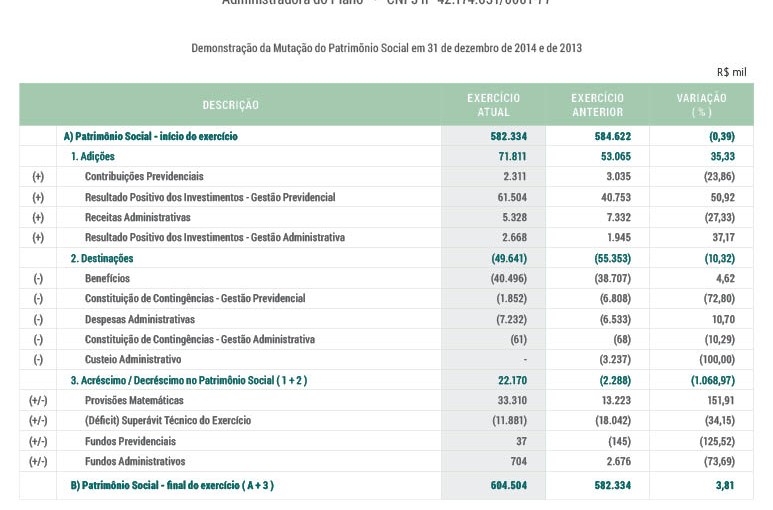 Demonstração da Mutação do Patrimônio Social em 31 de dezembro de 2014 e de 2013
R$ mil
DESCRIÇÃO EXERCÍCIO ATUAL EXERCÍCIO ANTERIOR VARIAÇÃO (%)
A) Patrimônio Social - início do exercício 582.334 584.622 (0,39)
1. Adições 71.811 53.065 35,33
(+) Contribuições Previdenciais 2.311 3.035 (23,86)
(+) Resultado Positivo dos Investimentos - Gestão Previdencial 61.504 40.753 50,92
(+) Receitas Administrativas 5.328 7.332 (27,33)
(+) Resultado Positivo dos Investimentos - Gestão Administrativa 2.668 1.945 37,17
2. Destinações (49.641) (55.353) (10,32)
(-) Benefícios (40.496) (38.707) 4,62
(-) Constituição de Contingências - Gestão Previdencial (1.852) (6.808) (72,80)
(-) Despesas Administrativas (7.232) (6.533) 10,70
(-) Constituição de Contingências - Gestão Administrativa (61) (68) (10,29)
(-) Custeio Administrativo - (3.237) (100,00)
3. Acréscimo / Decréscimo no Patrimônio Social ( 1 + 2 ) 22.170 (2.288) (1.068,97)
(+/-) Provisões Matemáticas 33.310 13.223 151,91
(+/-) (Déficit) Superávit Técnico do Exercício (11.881) (18.042) (34,15)
(+/-) Fundos Previdenciais 37 (145) (125,52)
(+/-) Fundos Administrativos 704 2.676 (73,69)
B) Patrimônio Social - final do exercício ( A + 3 ) 604.504 582.334 3,81